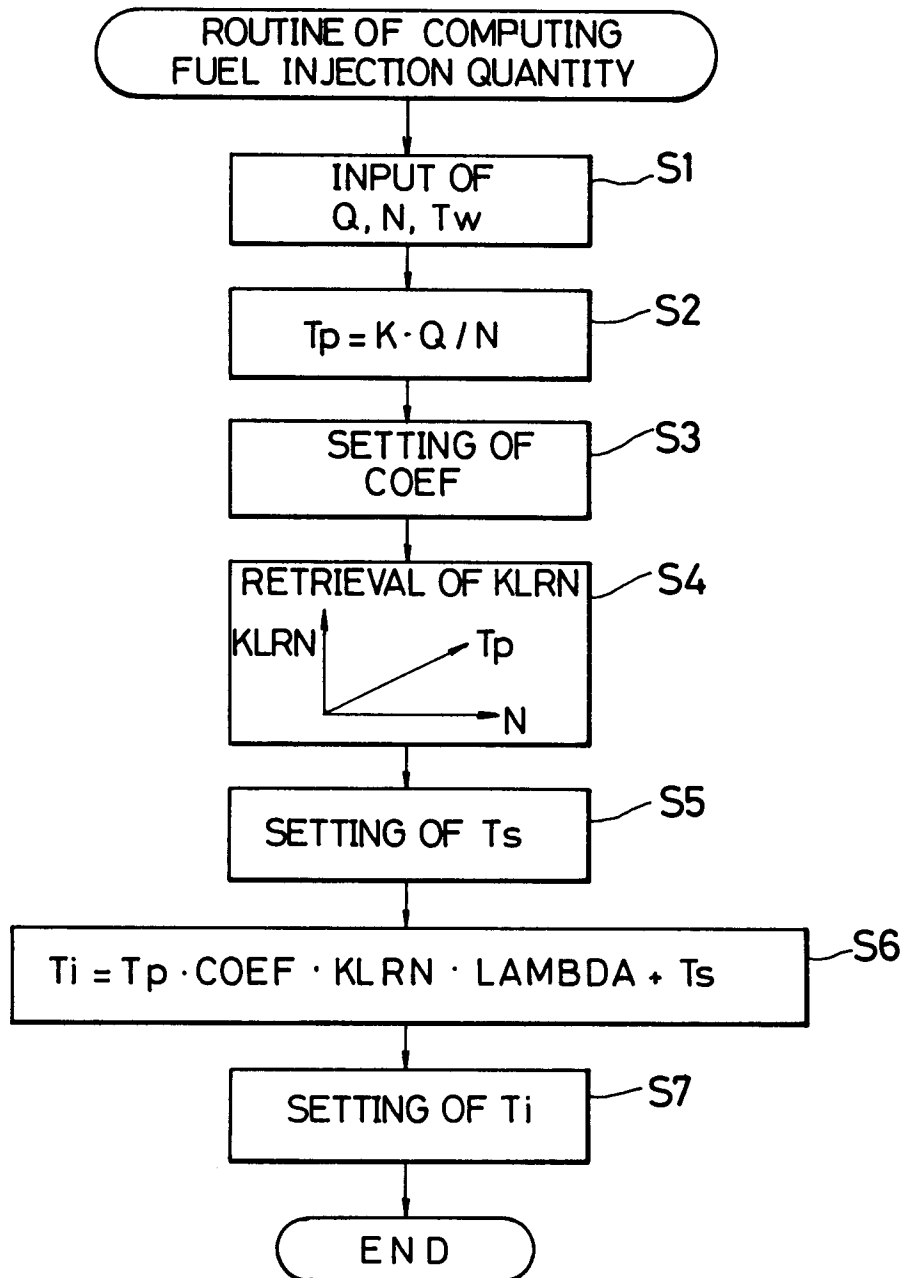 ROUTINE OF COMPUTING
FUEL INJECTION QUANTITY
INPUT OF
Q, N, Tw
S1
Tp = K · Q / N
S2
SETTING OF
COEF
S3
RETRIEVAL OF KLRN
S4
KLRN
Tp
N
SETTING OF Ts
S5
Ti = Tp · COEF · KLRN · LAMBDA + Ts
S6
SETTING OF Ti
S7
END